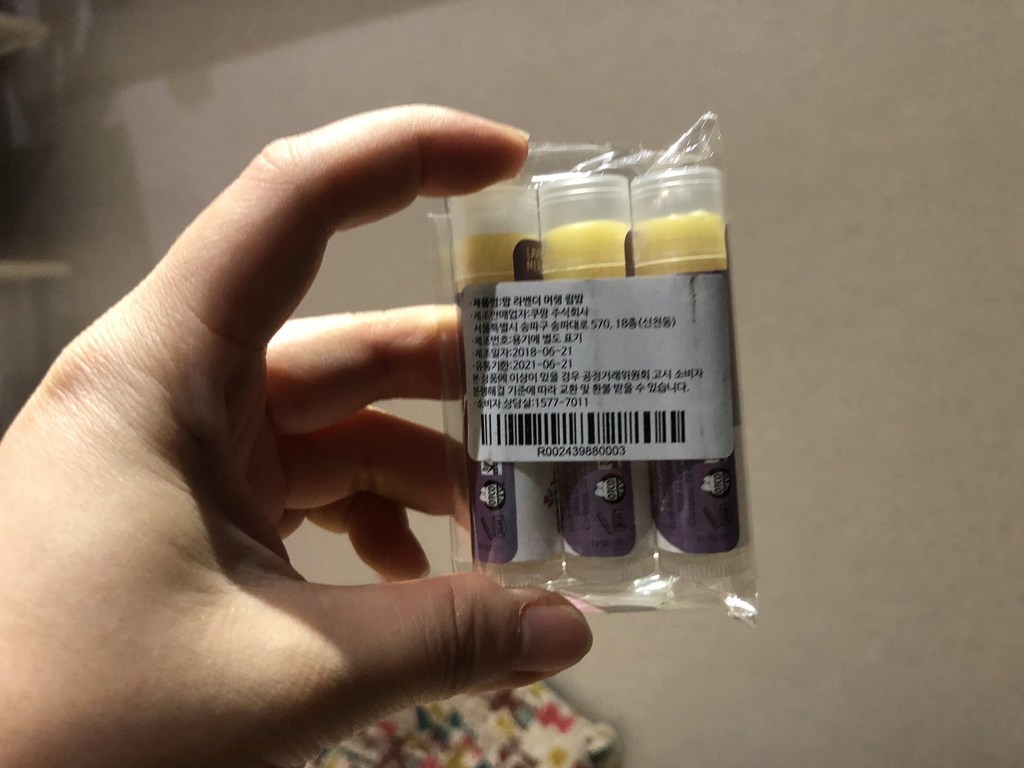 ·제품명:팜 라벤더 머쉥 립밤
·제조판매업자:쿠팡 주식회사
서울특별시 송파구 송파대로 570, 18층(신천동)
·제조번호:용기에 별도 표기
·제조일자:2018-06-21
·유통기한:2021-06-21
본 상품에 이상이 있을 경우 공정거래위원회 고시 소비자
분쟁해결 기준에 따라 교환 및 환불 받을 수 있습니다.
·소비자 상담실:1577-7011
R002439880003